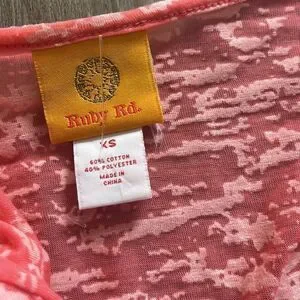 Ruby Rd.
XS
60% COTTON
40% POLYESTER
MADE IN
CHINA